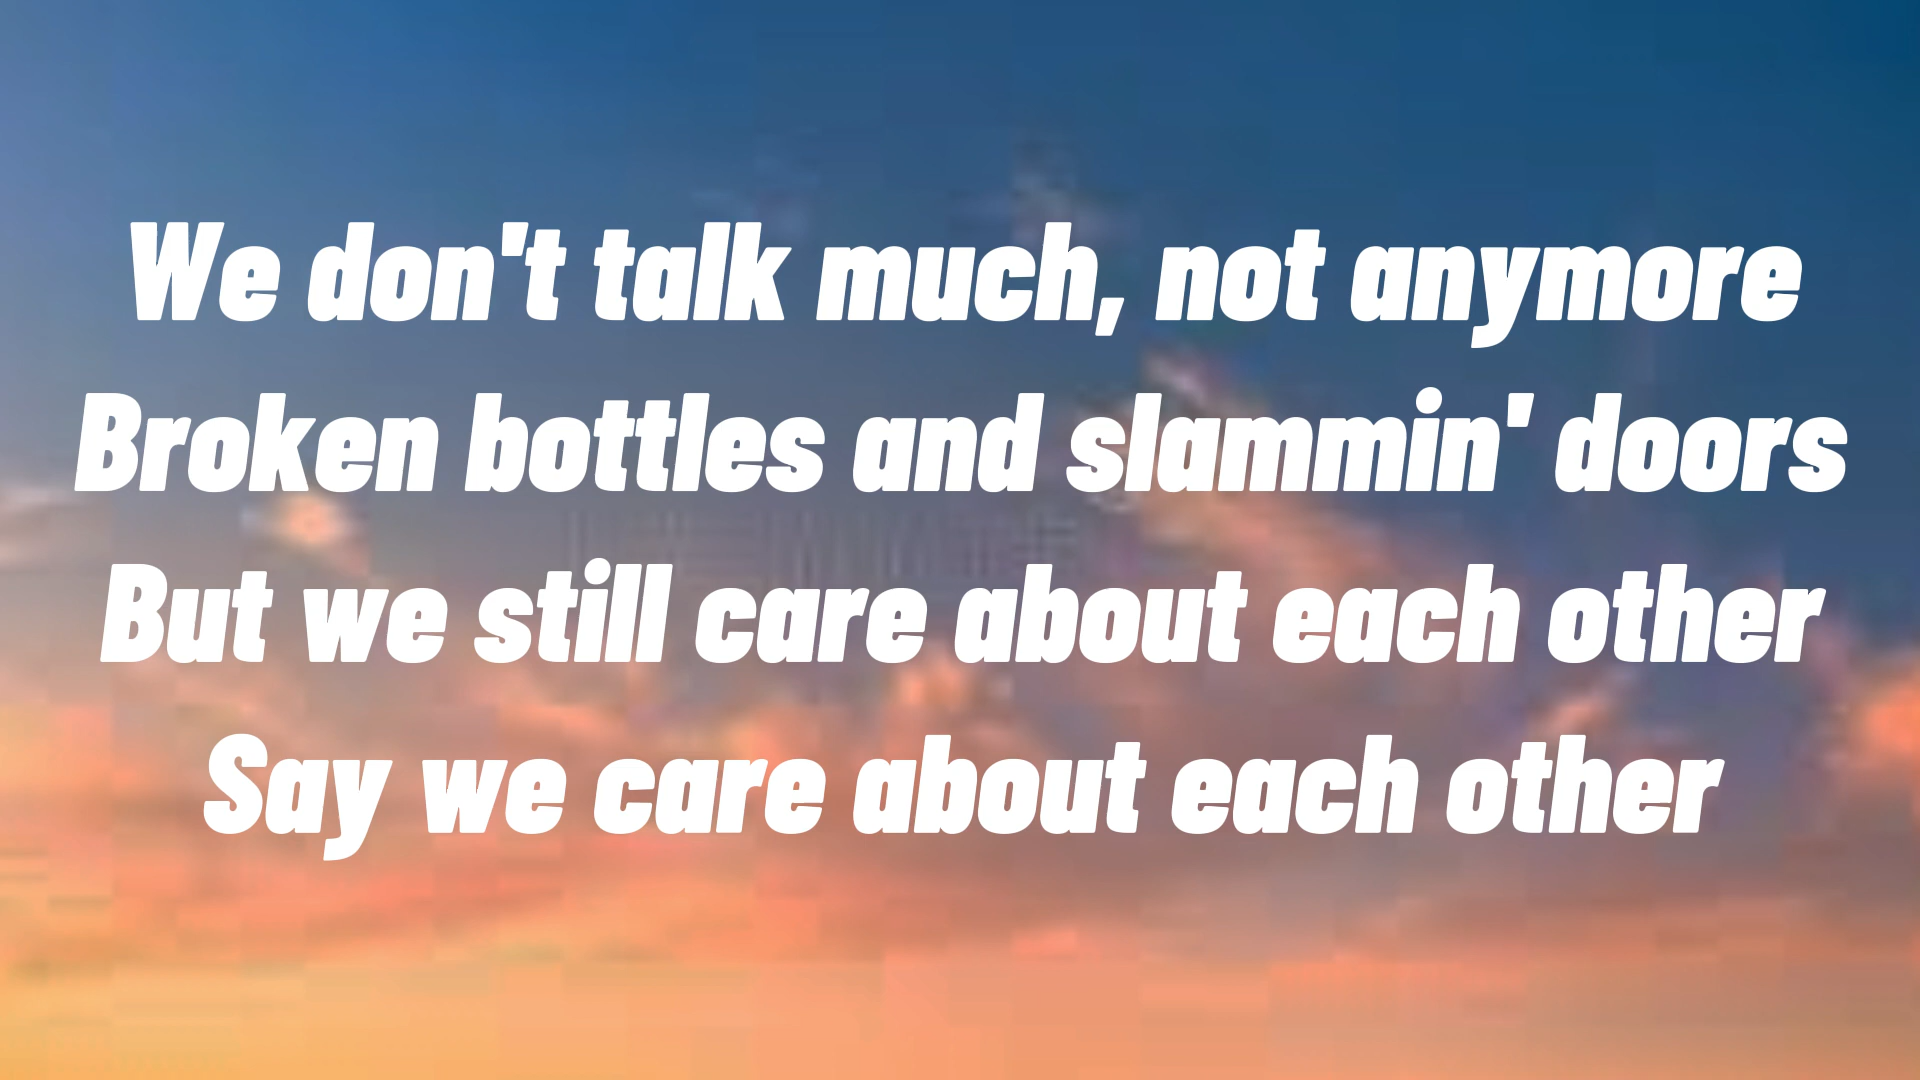 We don't talk much, not anymore
Broken bottles and slammin' doors
But we still care about each other
Say we care about each other